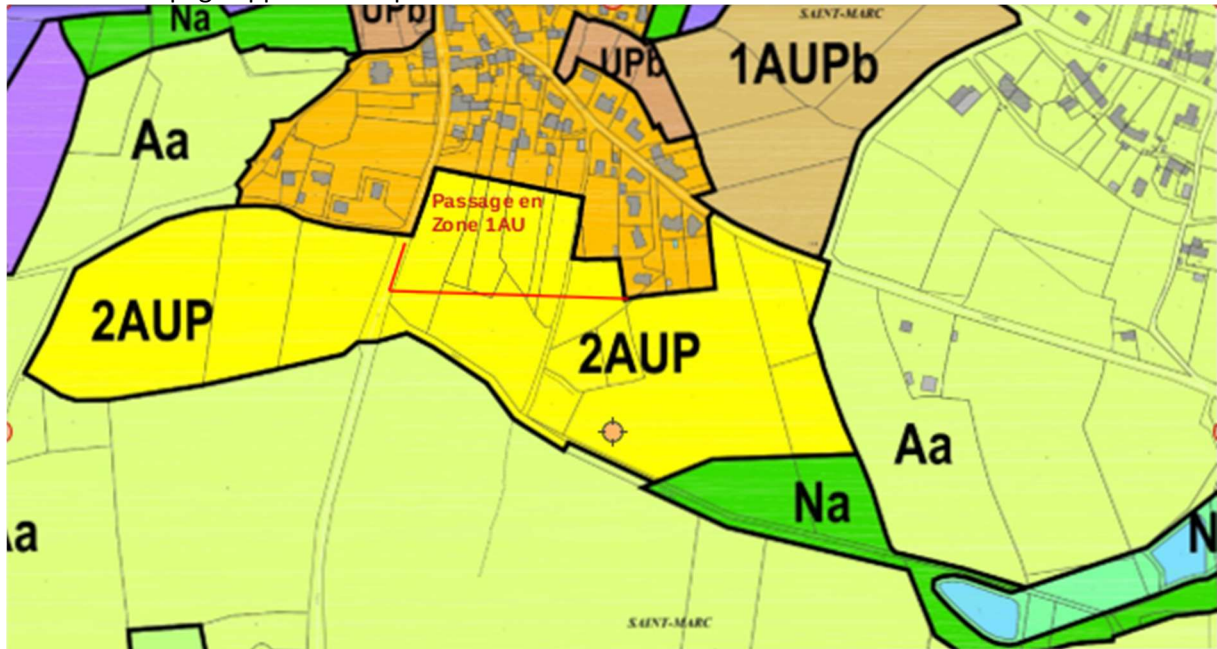 Na
UPb
SAINT-MARC
UPb
1AUPb
Aa
Passage en
Zone 1AU
2AUP
2AUP
Aa
Na
SAINT-MARC